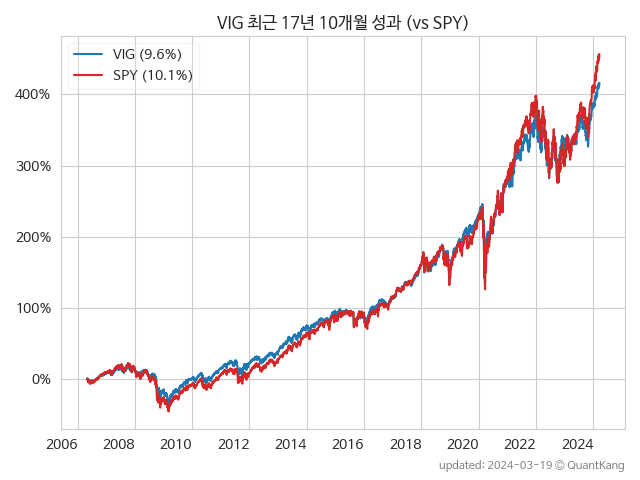 VIG 최근 17년 10개월 성과 (vs SPY)
VIG (9.6%)
SPY (10.1%)
400%
300%
200%
100%
0%
2006 2008 2010 2012 2014 2016 2018 2020 2022 2024
updated: 2024-03-19 © QuantKang